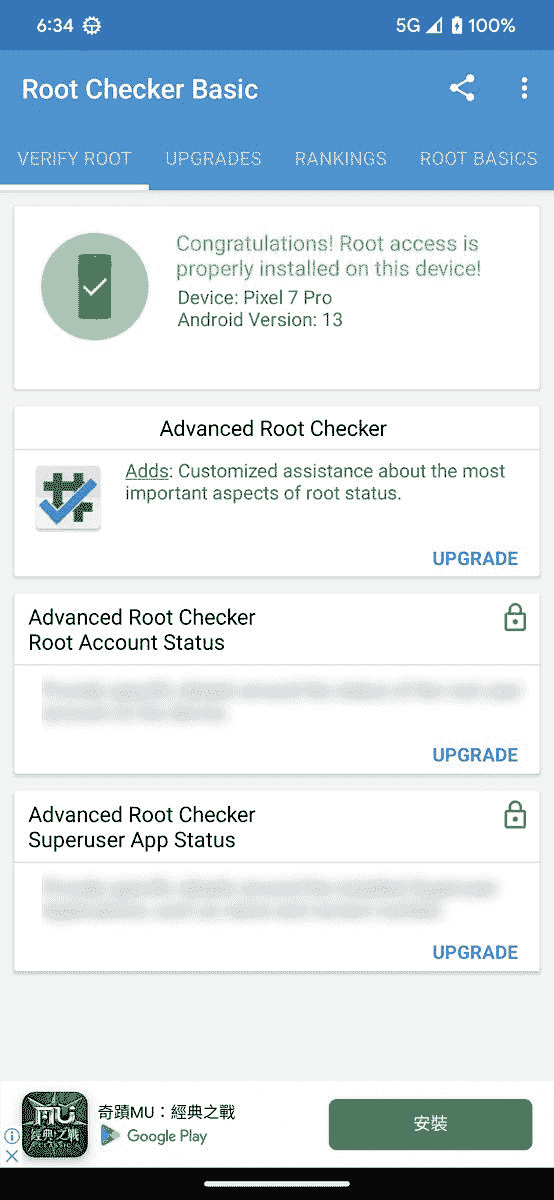 6:34 5G 100%
Root Checker Basic
VERIFY ROOT UPGRADES RANKINGS ROOT BASICS
Congratulations! Root access is
properly installed on this device!
Device: Pixel 7 Pro
Android Version: 13
Advanced Root Checker
Adds: Customized assistance about the most
important aspects of root status.
UPGRADE
Advanced Root Checker
Root Account Status
UPGRADE
Advanced Root Checker
Superuser App Status
UPGRADE
MU
經典之戰
CLASSIC
奇蹟MU：經典之戰
Google Play
安裝